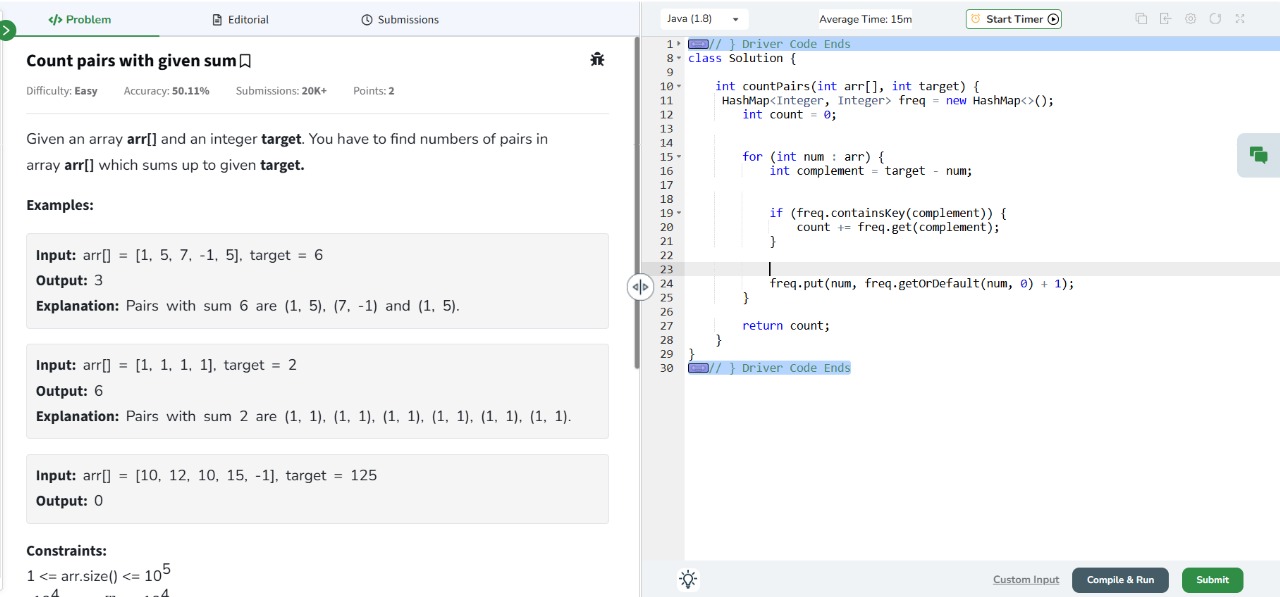 Problem
Editorial
Submissions
Count pairs with given sum
Difficulty: Easy Accuracy: 50.11% Submissions: 20K+ Points: 2
Given an array arr[] and an integer target. You have to find numbers of pairs in
array arr[] which sums up to given target.
Examples:
Input: arr[] = [1, 5, 7, -1, 5], target = 6
Output: 3
Explanation: Pairs with sum 6 are (1, 5), (7, -1) and (1, 5).
Input: arr[] = [1, 1, 1, 1], target = 2
Output: 6
Explanation: Pairs with sum 2 are (1, 1), (1, 1), (1, 1), (1, 1), (1, 1), (1, 1).
Input: arr[] = [10, 12, 10, 15, -1], target = 125
Output: 0
Constraints:
1 <= arr.size() <= 10^5
Java (1.8)
Average Time: 15m
Start Timer
1 // } Driver Code Ends
8 class Solution {
9
10 int countPairs(int arr[], int target) {
11 HashMap<Integer, Integer> freq = new HashMap<>();
12 int count = 0;
13
14
15 for (int num : arr) {
16 int complement = target - num;
17
18
19 if (freq.containsKey(complement)) {
20 count += freq.get(complement);
21 }
22
23
24 freq.put(num, freq.getOrDefault(num, 0) + 1);
25 }
26
27 return count;
28 }
29 }
30 // } Driver Code Ends
Custom Input
Compile & Run
Submit